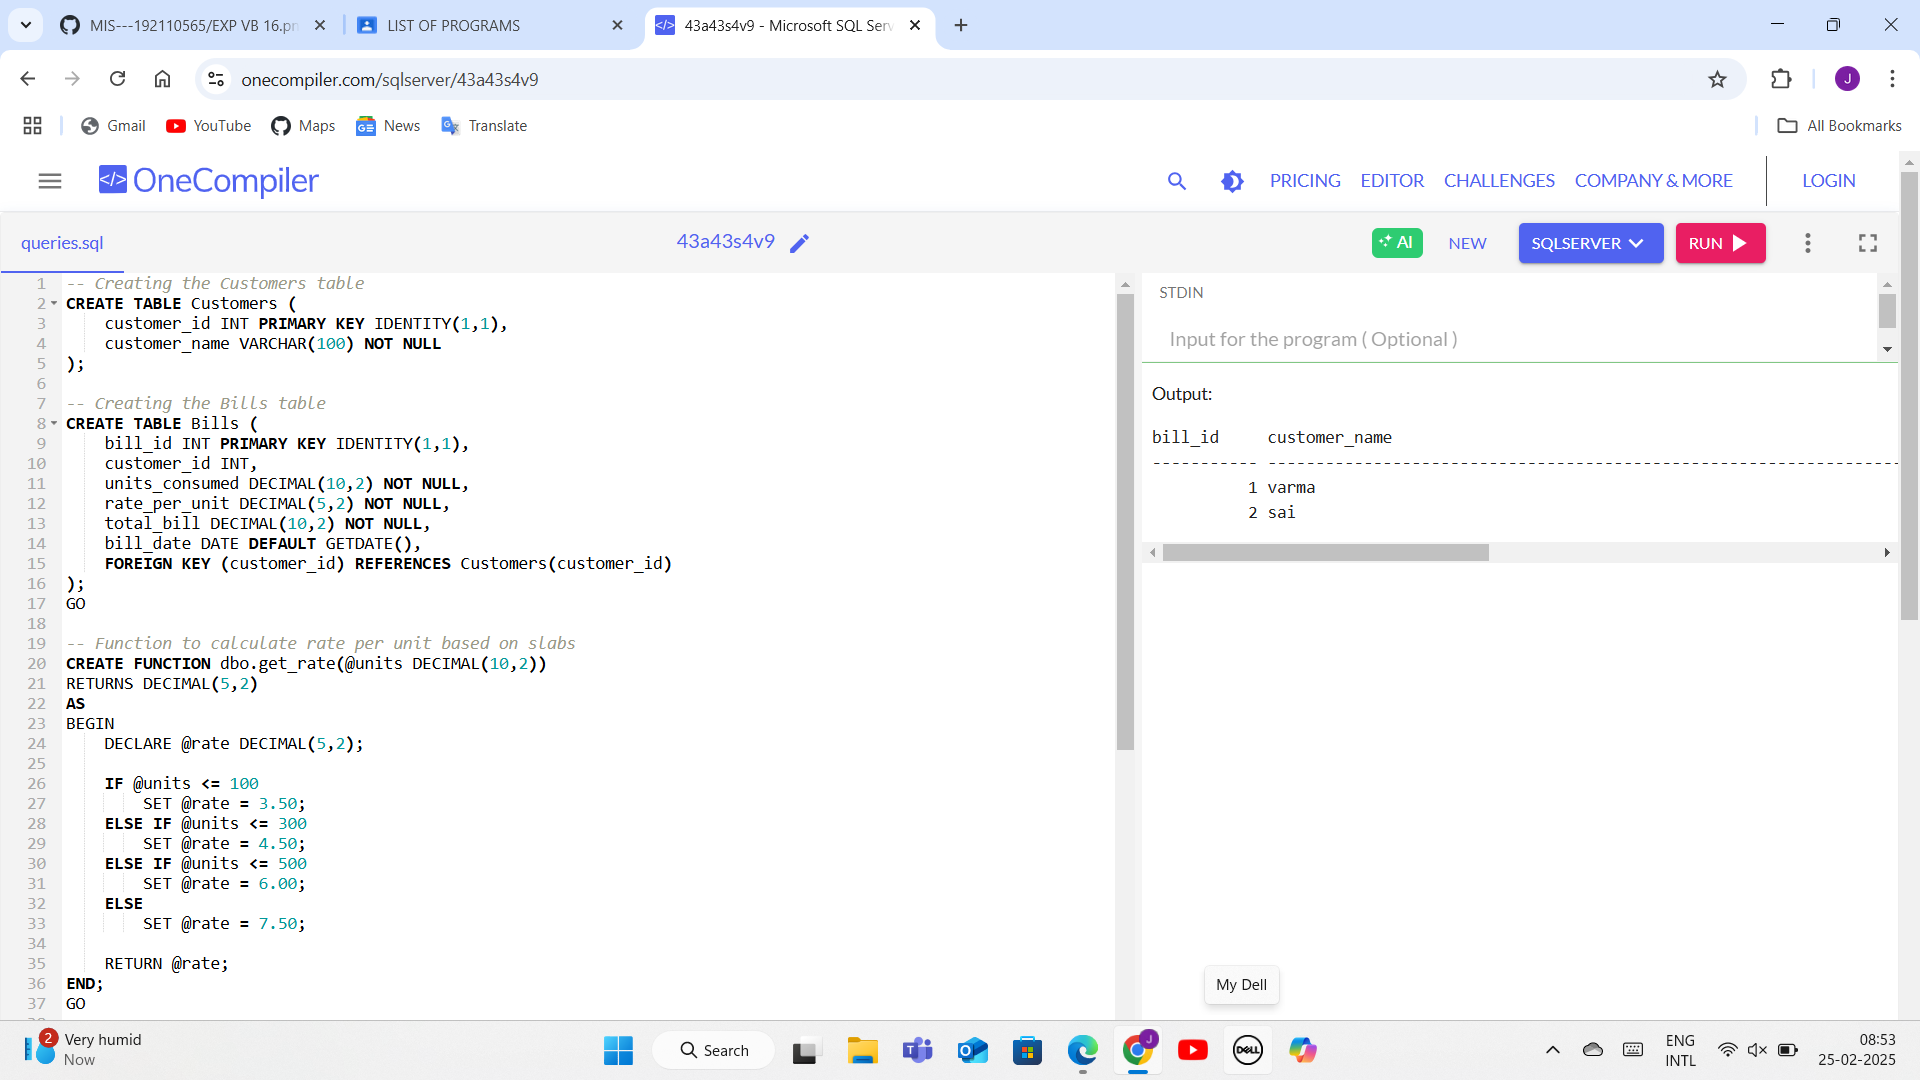 MIS---192110565/EXP VB 16.pn
LIST OF PROGRAMS
43a43s4v9 - Microsoft SQL Serv
onecompiler.com/sqlserver/43a43s4v9
J
Gmail
YouTube
Maps
News
Translate
All Bookmarks
</> OneCompiler
PRICING
EDITOR
CHALLENGES
COMPANY & MORE
LOGIN
queries.sql
43a43s4v9
AI
NEW
SQLSERVER
RUN
1 -- Creating the Customers table
2 CREATE TABLE Customers (
3 customer_id INT PRIMARY KEY IDENTITY(1,1),
4 customer_name VARCHAR(100) NOT NULL
5 );
6
7 -- Creating the Bills table
8 CREATE TABLE Bills (
9 bill_id INT PRIMARY KEY IDENTITY(1,1),
10 customer_id INT,
11 units_consumed DECIMAL(10,2) NOT NULL,
12 rate_per_unit DECIMAL(5,2) NOT NULL,
13 total_bill DECIMAL(10,2) NOT NULL,
14 bill_date DATE DEFAULT GETDATE(),
15 FOREIGN KEY (customer_id) REFERENCES Customers(customer_id)
16 );
17 GO
18
19 -- Function to calculate rate per unit based on slabs
20 CREATE FUNCTION dbo.get_rate(@units DECIMAL(10,2))
21 RETURNS DECIMAL(5,2)
22 AS
23 BEGIN
24 DECLARE @rate DECIMAL(5,2);
25
26 IF @units <= 100
27 SET @rate = 3.50;
28 ELSE IF @units <= 300
29 SET @rate = 4.50;
30 ELSE IF @units <= 500
31 SET @rate = 6.00;
32 ELSE
33 SET @rate = 7.50;
34
35 RETURN @rate;
36 END;
37 GO
STDIN
Input for the program ( Optional )
Output:
bill_id customer_name
----------- -----------------------------------------------------------------
1 varma
2 sai
My Dell
2
Very humid
Now
Search
J
DELL
ENG
INTL
08:53
25-02-2025